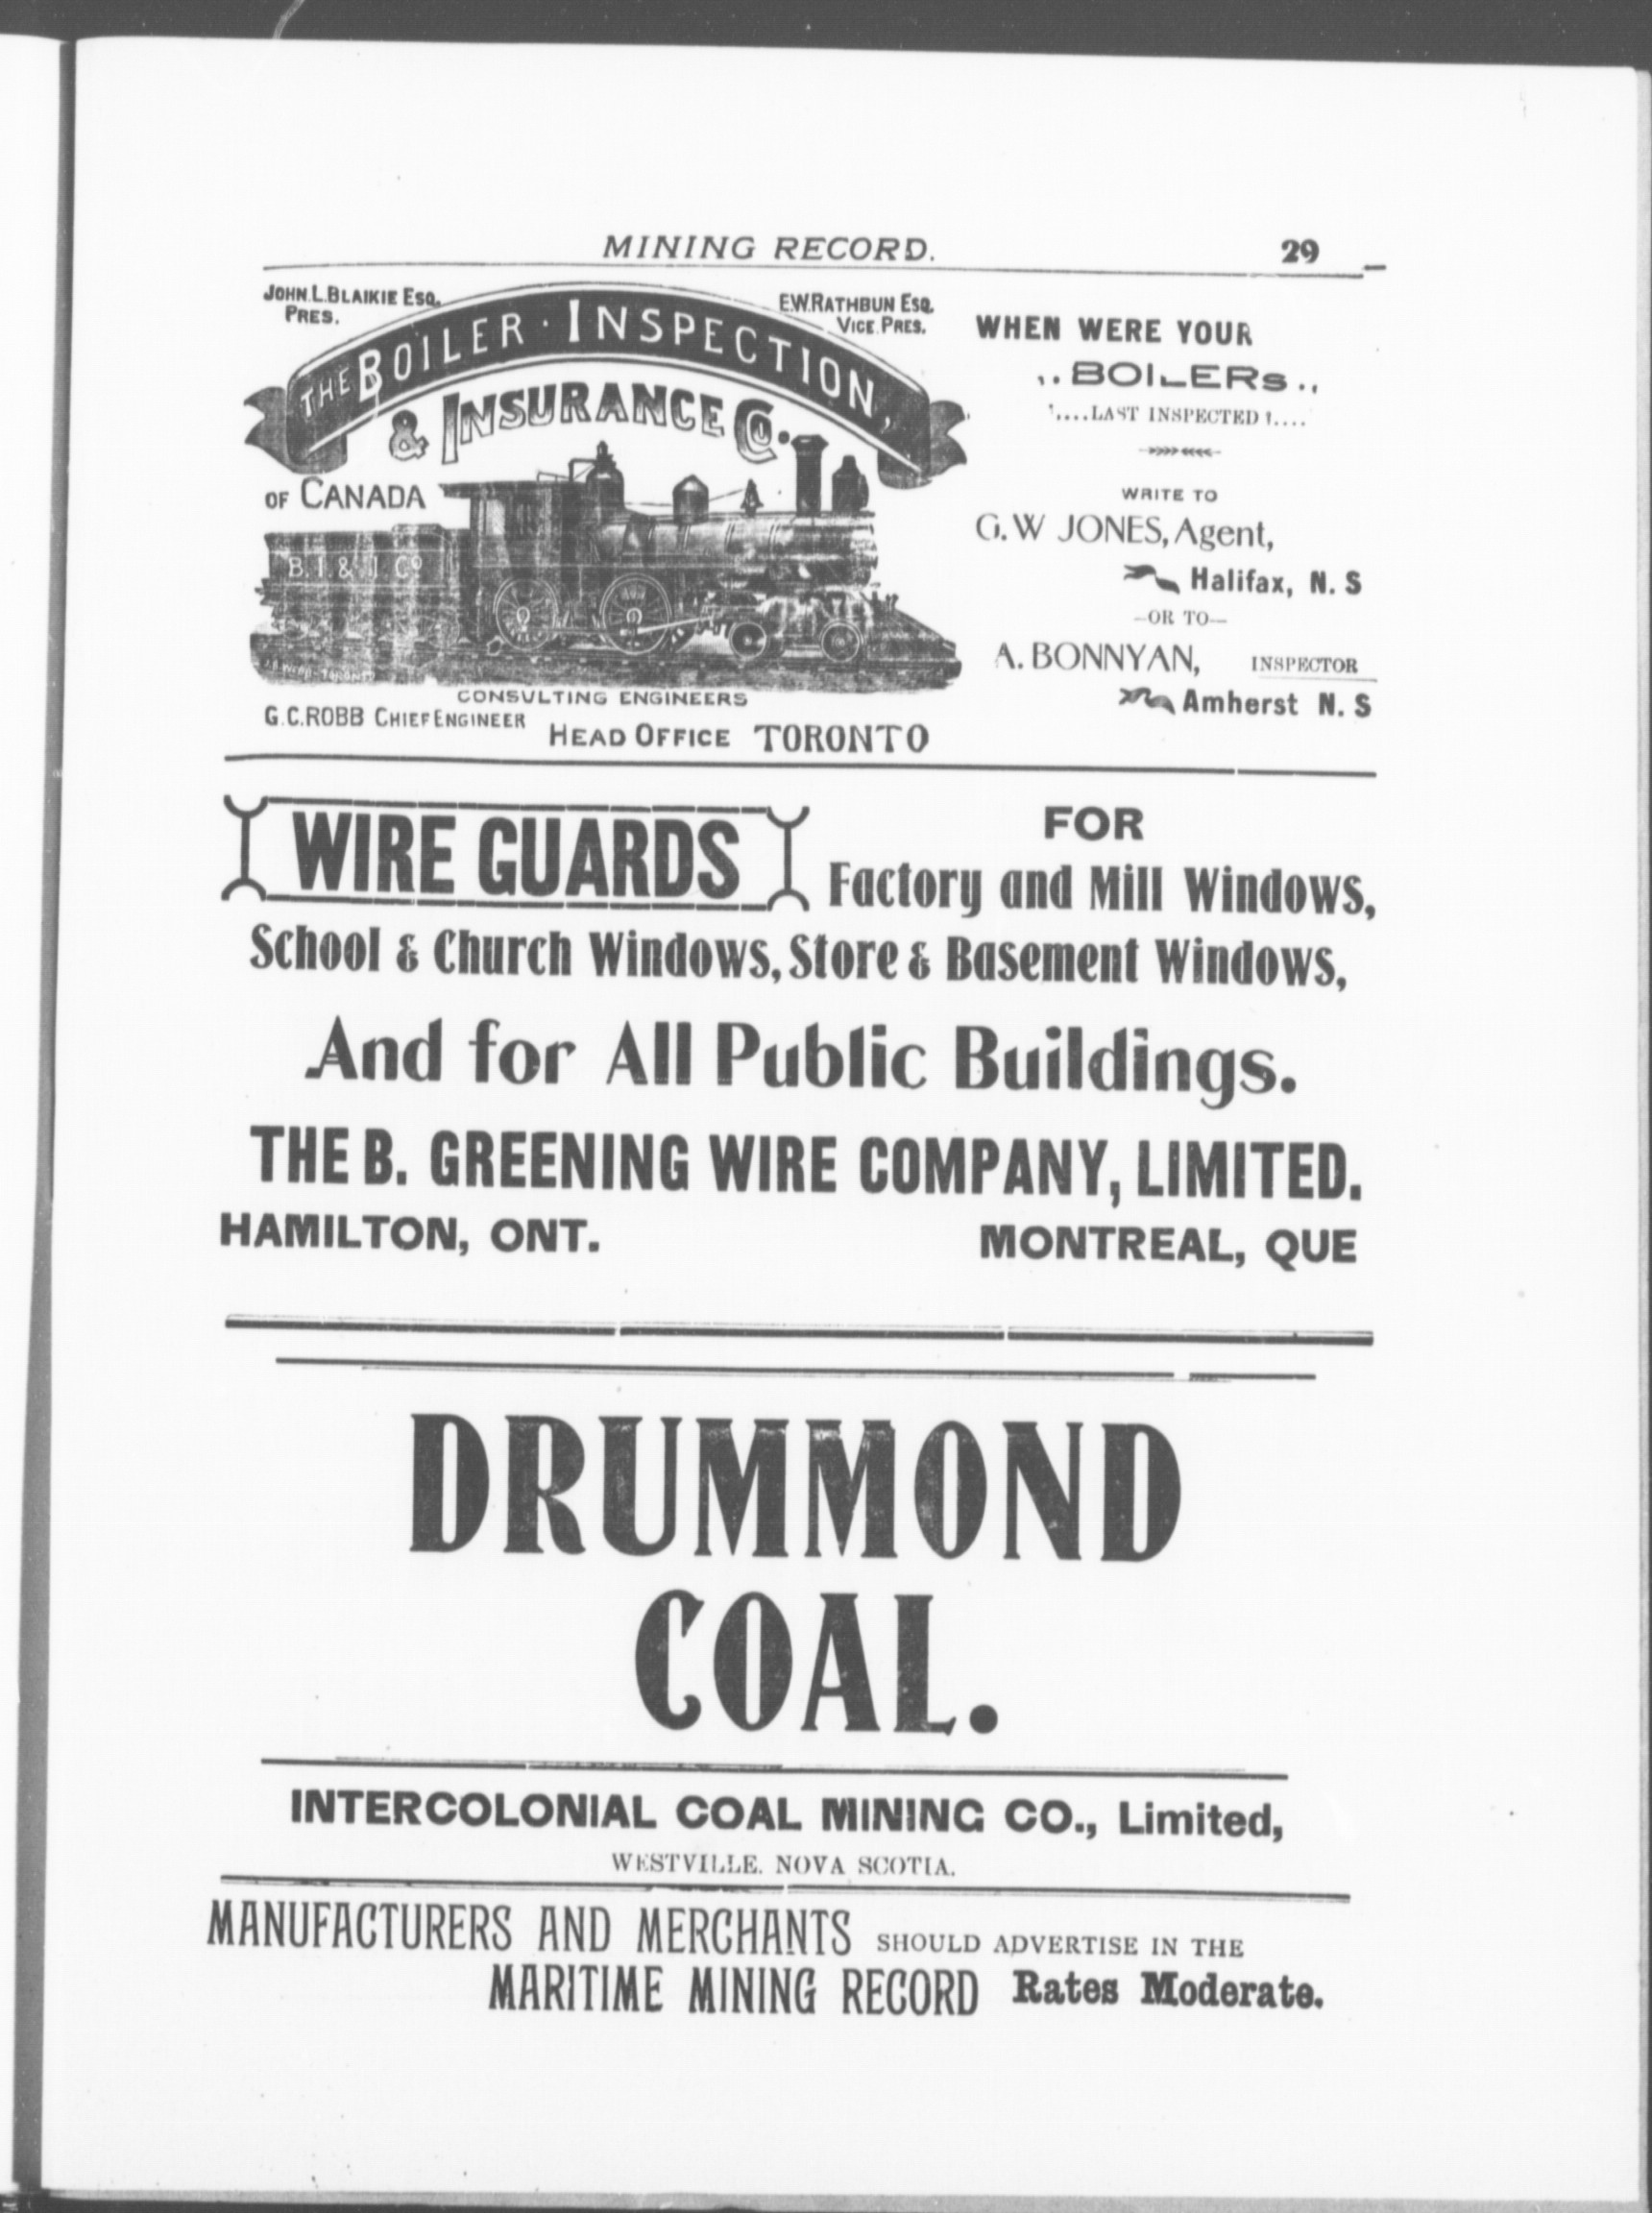 MINING RECORD. 29
JOHN.L.BLAIKIE ESQ.
PRES.
E.W.RATHBUN ESQ.
VICE.PRES.
THE BOILER · INSPECTION,
& INSURANCE CO.
OF CANADA
B.I.&.I.CO
CONSULTING ENGINEERS
G.C.ROBB CHIEF ENGINEER
HEAD OFFICE TORONTO
WHEN WERE YOUR
..BOILERS..
....LAST INSPECTED ?....
WRITE TO
G.W JONES, Agent,
Halifax, N. S
—OR TO—
A. BONNYAN, INSPECTOR
Amherst N. S
WIRE GUARDS
FOR
Factory and Mill Windows,
School & Church Windows, Store & Basement Windows,
And for All Public Buildings.
THE B. GREENING WIRE COMPANY, LIMITED.
HAMILTON, ONT. MONTREAL, QUE
DRUMMOND
COAL.
INTERCOLONIAL COAL MINING CO., Limited,
WESTVILLE. NOVA SCOTIA.
MANUFACTURERS AND MERCHANTS SHOULD ADVERTISE IN THE
MARITIME MINING RECORD Rates Moderate.